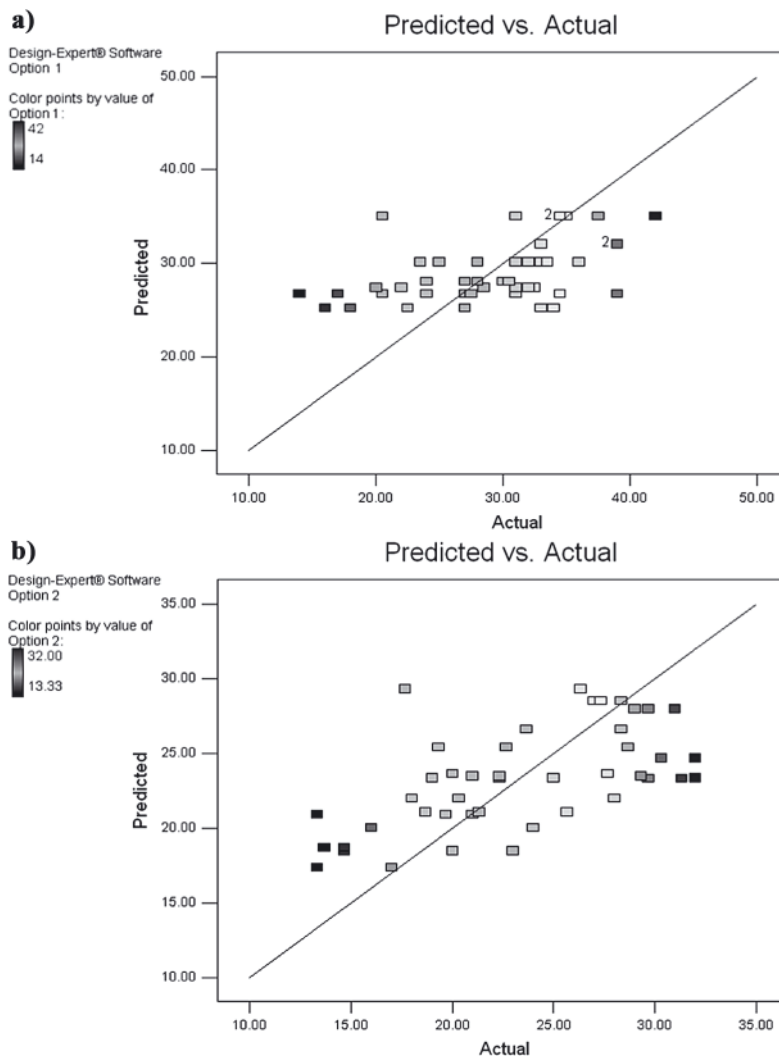 a)
Predicted vs. Actual
Design-Expert® Software
Option 1
Color points by value of
Option 1:
42
14
50.00
40.00
30.00
20.00
10.00
Predicted
2
2
10.00 20.00 30.00 40.00 50.00
Actual
b)
Predicted vs. Actual
Design-Expert® Software
Option 2
Color points by value of
Option 2:
32.00
13.33
35.00
30.00
25.00
20.00
15.00
10.00
Predicted
10.00 15.00 20.00 25.00 30.00 35.00
Actual